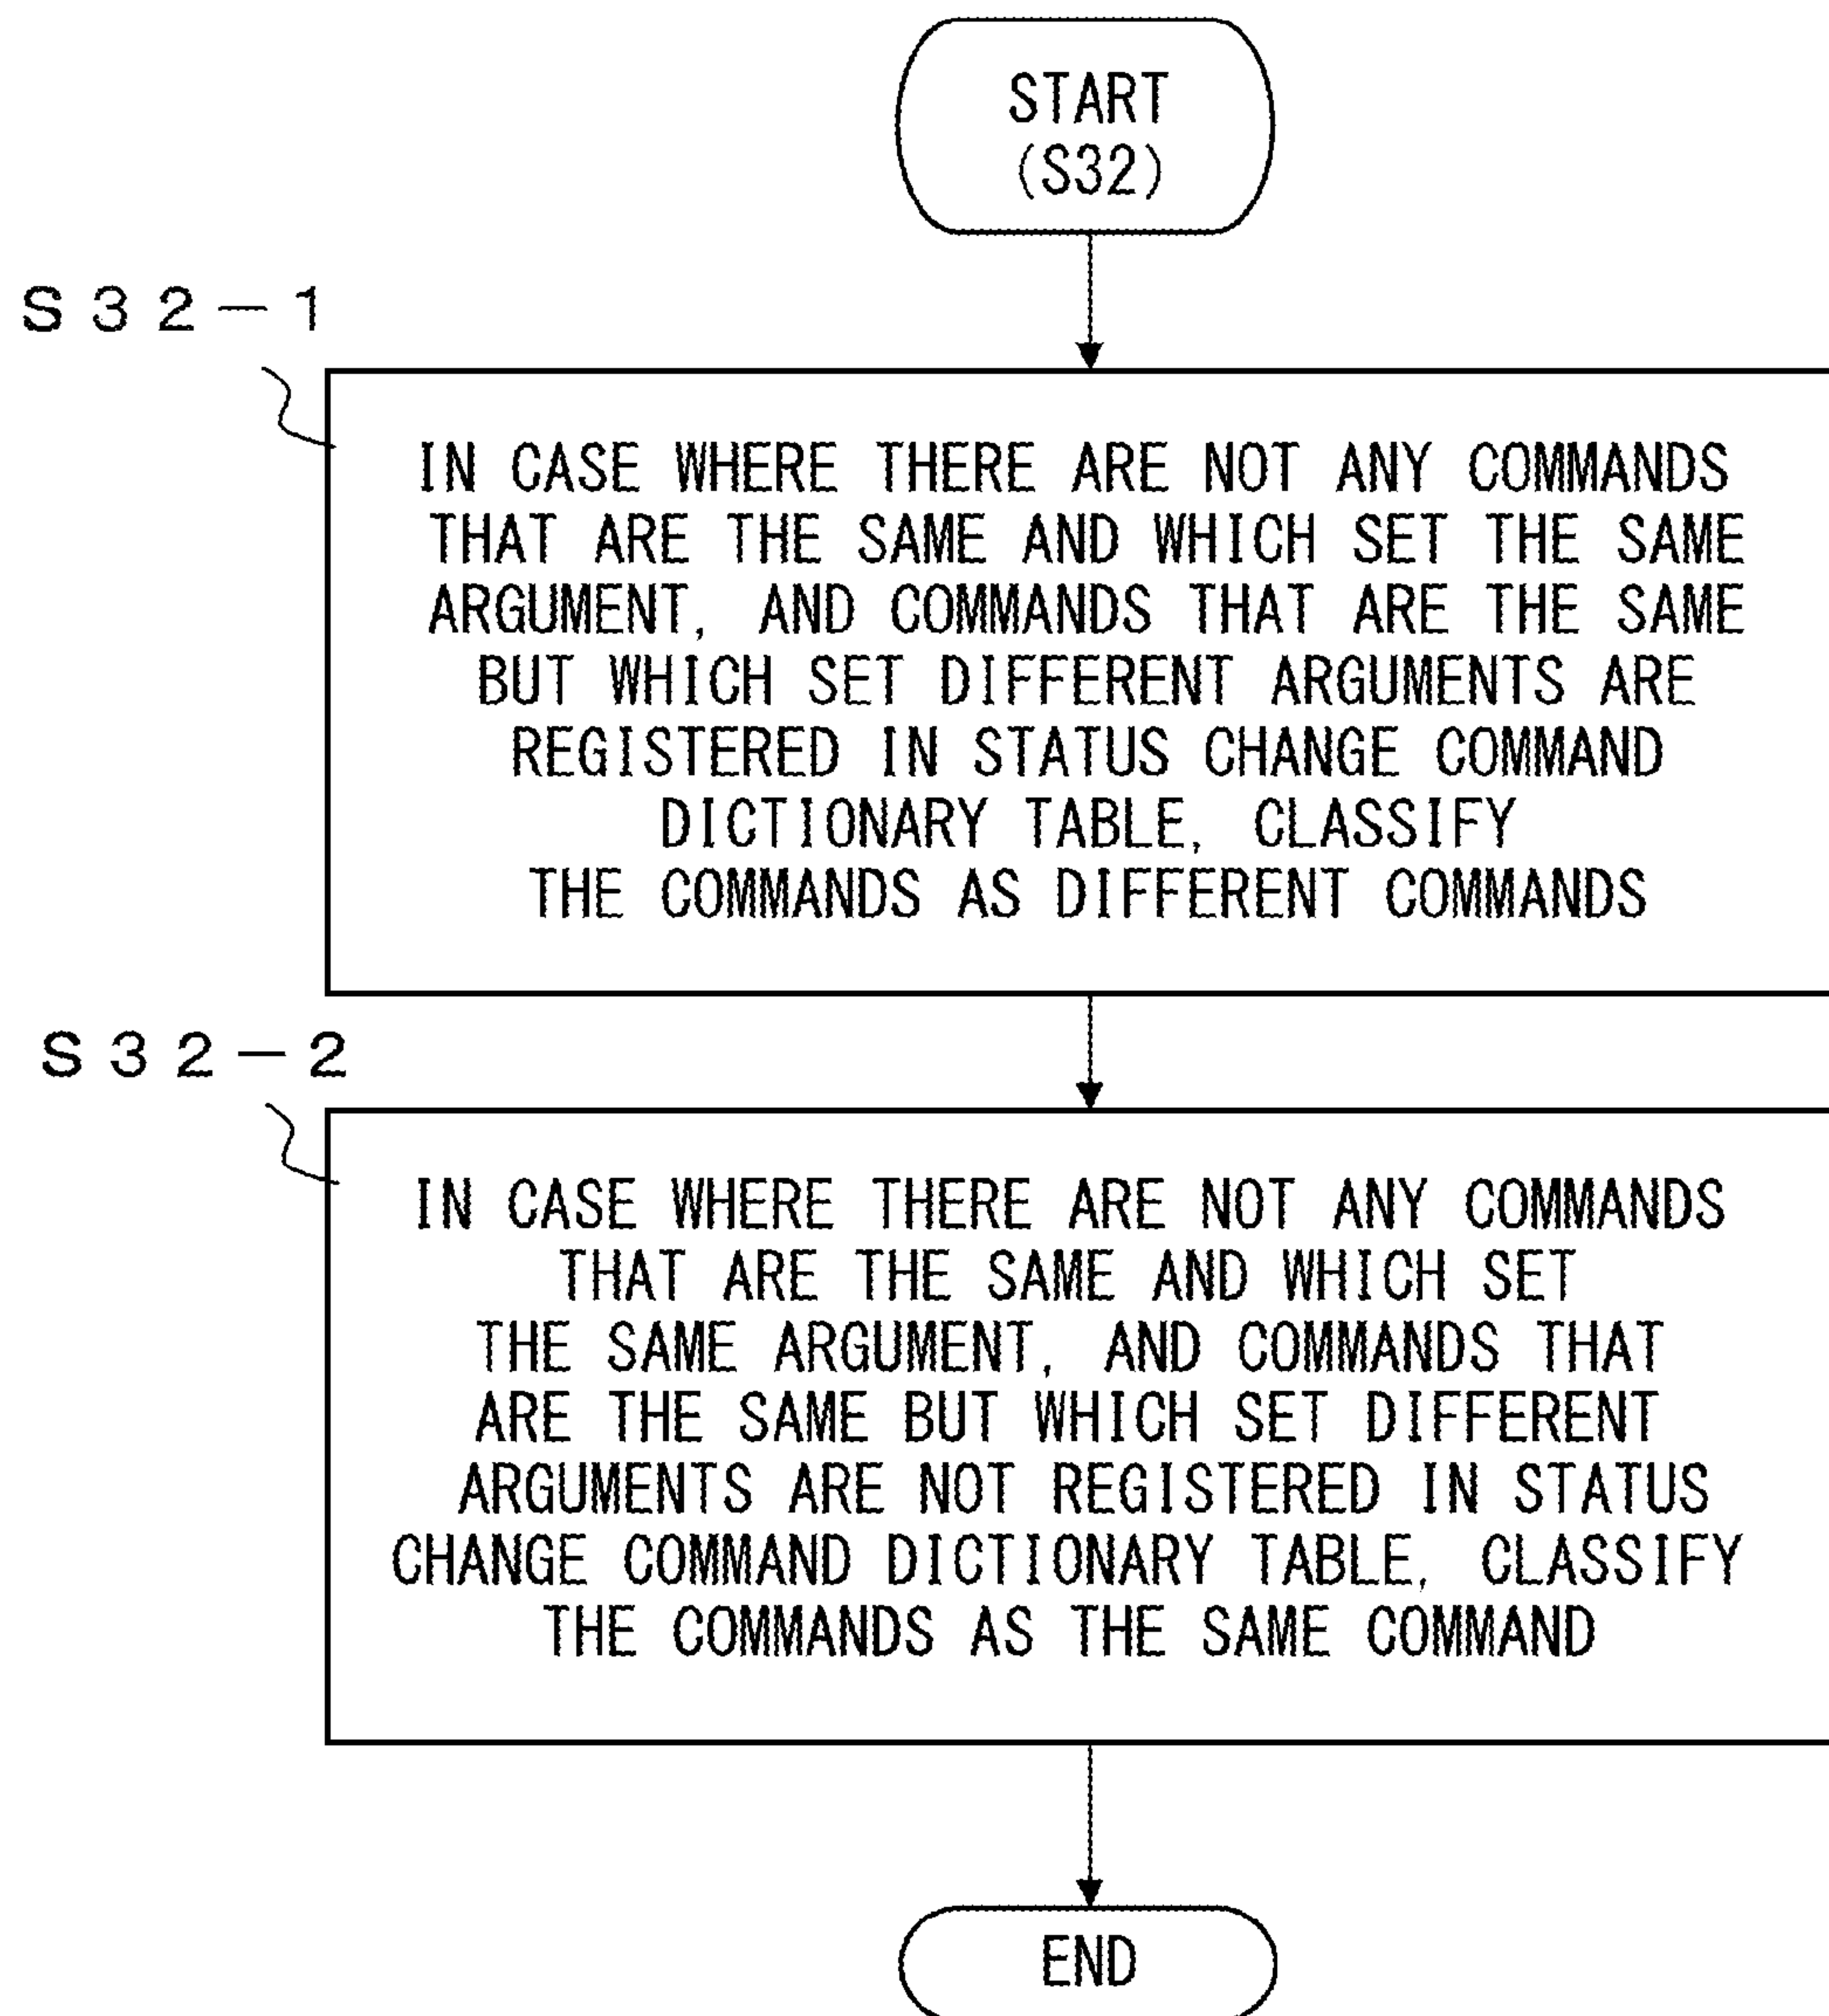 START
(S32)
S32-1
IN CASE WHERE THERE ARE NOT ANY COMMANDS
THAT ARE THE SAME AND WHICH SET THE SAME
ARGUMENT, AND COMMANDS THAT ARE THE SAME
BUT WHICH SET DIFFERENT ARGUMENTS ARE
REGISTERED IN STATUS CHANGE COMMAND
DICTIONARY TABLE, CLASSIFY
THE COMMANDS AS DIFFERENT COMMANDS
S32-2
IN CASE WHERE THERE ARE NOT ANY COMMANDS
THAT ARE THE SAME AND WHICH SET
THE SAME ARGUMENT, AND COMMANDS THAT
ARE THE SAME BUT WHICH SET DIFFERENT
ARGUMENTS ARE NOT REGISTERED IN STATUS
CHANGE COMMAND DICTIONARY TABLE, CLASSIFY
THE COMMANDS AS THE SAME COMMAND
END